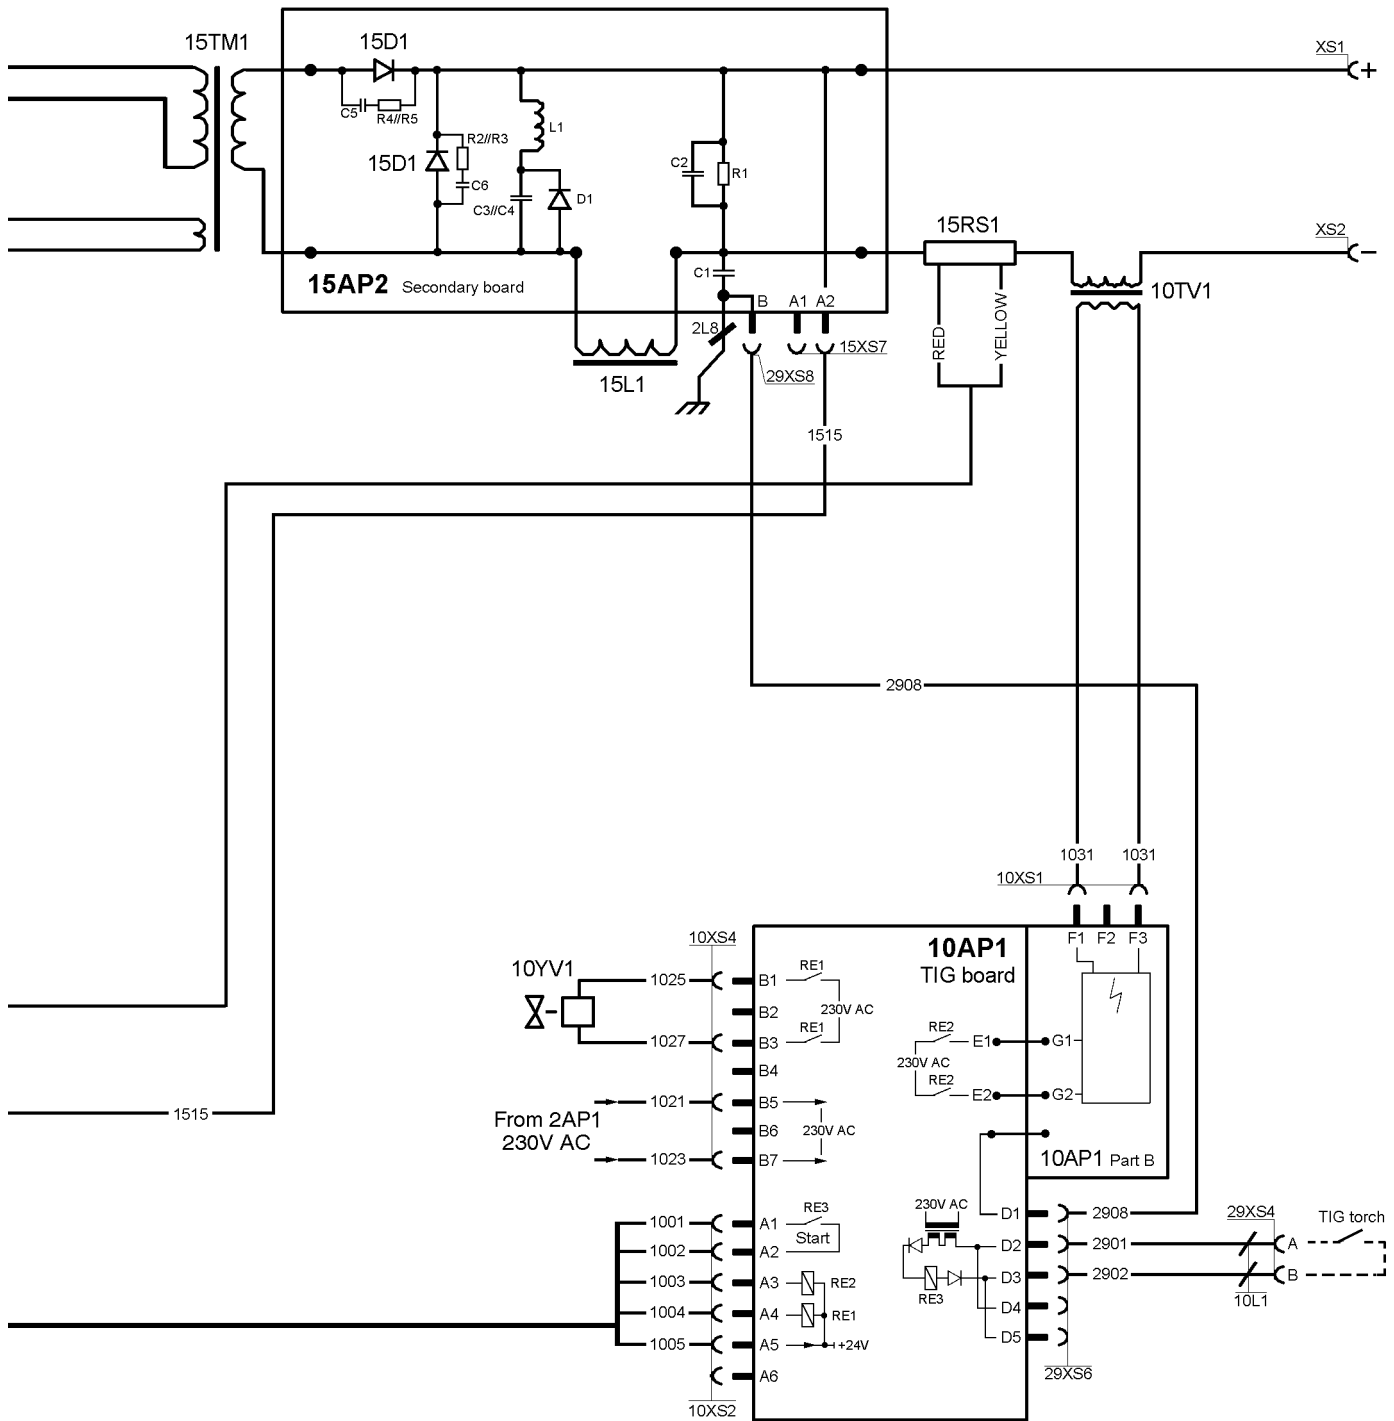 15TM1
15D1
XS1
+
C5
R4//R5
L1
R2//R3
15D1
C6
C3//C4
D1
C2
R1
15RS1
XS2
−
C1
15AP2 Secondary board
B A1 A2
10TV1
2L8
RED
YELLOW
15XS7
29XS8
15L1
1515
2908
1031 1031
10XS1
F1 F2 F3
10XS4
10AP1
TIG board
10YV1
1025
B1
RE1
B2
230V AC
1027
B3
RE1
B4
RE2
E1
G1
230V AC
RE2
E2
G2
From 2AP1
230V AC
1021
B5
B6
230V AC
1023
B7
1515
10AP1 Part B
1001
A1
RE3
Start
1002
A2
1003
A3
RE2
1004
A4
RE1
1005
A5
+24V
A6
10XS2
230V AC
RE3
D1
2908
D2
2901
D3
2902
D4
D5
29XS6
29XS4
A
B
TIG torch
10L1